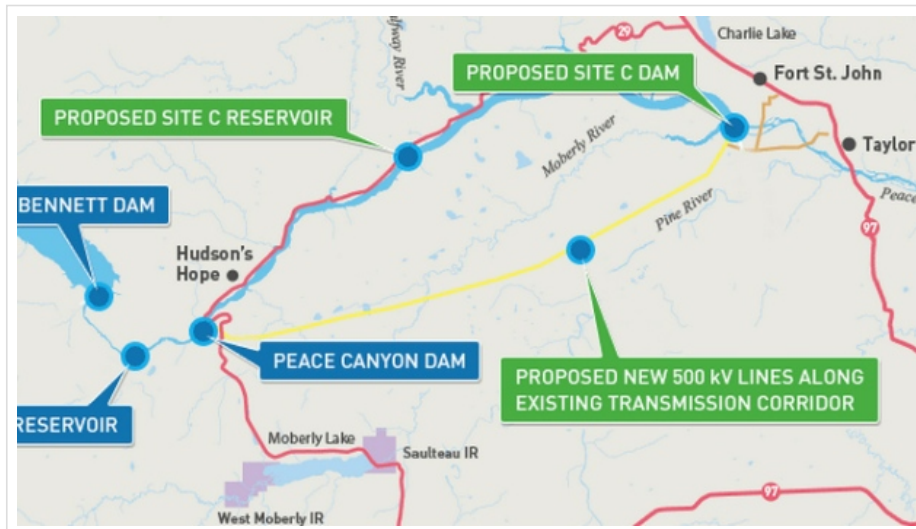 Charlie Lake
29
Halfway River
Fort St. John
PROPOSED SITE C DAM
PROPOSED SITE C RESERVOIR
Moberly River
Taylor
Peace
BENNETT DAM
Pine River
97
Hudson's
Hope
PEACE CANYON DAM
PROPOSED NEW 500 kV LINES ALONG
EXISTING TRANSMISSION CORRIDOR
RESERVOIR
Moberly Lake
Saulteau IR
West Moberly IR
97